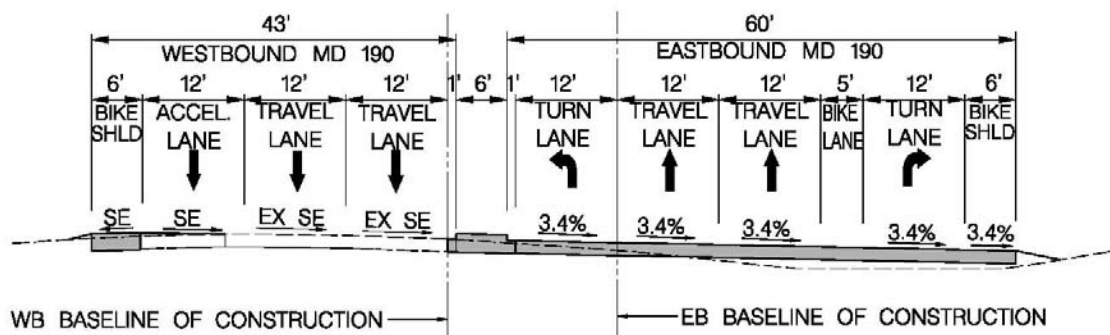 43' 60'
WESTBOUND MD 190 EASTBOUND MD 190
6' 12' 12' 12' 1' 6' 1' 12' 12' 12' 5' 12' 6'
BIKE SHLD
ACCEL. LANE
TRAVEL LANE
TRAVEL LANE
TURN LANE
TRAVEL LANE
TRAVEL LANE
BIKE LANE
TURN LANE
BIKE SHLD
SE SE EX SE EX SE 3.4% 3.4% 3.4% 3.4% 3.4%
WB BASELINE OF CONSTRUCTION EB BASELINE OF CONSTRUCTION